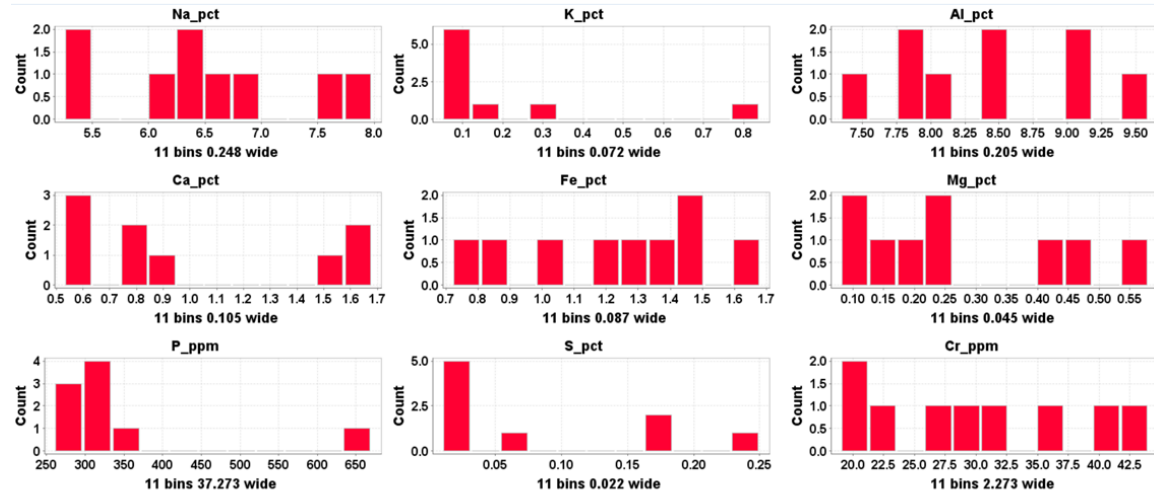 Na_pct
K_pct
Al_pct
2.0
1.5
1.0
0.5
0.0
Count
5.0
2.5
0.0
Count
2.0
1.5
1.0
0.5
0.0
Count
5.5 6.0 6.5 7.0 7.5 8.0
0.1 0.2 0.3 0.4 0.5 0.6 0.7 0.8
7.50 7.75 8.00 8.25 8.50 8.75 9.00 9.25 9.50
11 bins 0.248 wide
11 bins 0.072 wide
11 bins 0.205 wide
Ca_pct
Fe_pct
Mg_pct
3
2
1
0
Count
2.0
1.5
1.0
0.5
0.0
Count
2.0
1.5
1.0
0.5
0.0
Count
0.5 0.6 0.7 0.8 0.9 1.0 1.1 1.2 1.3 1.4 1.5 1.6 1.7
0.7 0.8 0.9 1.0 1.1 1.2 1.3 1.4 1.5 1.6 1.7
0.10 0.15 0.20 0.25 0.30 0.35 0.40 0.45 0.50 0.55
11 bins 0.105 wide
11 bins 0.087 wide
11 bins 0.045 wide
P_ppm
S_pct
Cr_ppm
4
3
2
1
0
Count
5.0
2.5
0.0
Count
2.0
1.5
1.0
0.5
0.0
Count
250 300 350 400 450 500 550 600 650
0.05 0.10 0.15 0.20 0.25
20.0 22.5 25.0 27.5 30.0 32.5 35.0 37.5 40.0 42.5
11 bins 37.273 wide
11 bins 0.022 wide
11 bins 2.273 wide